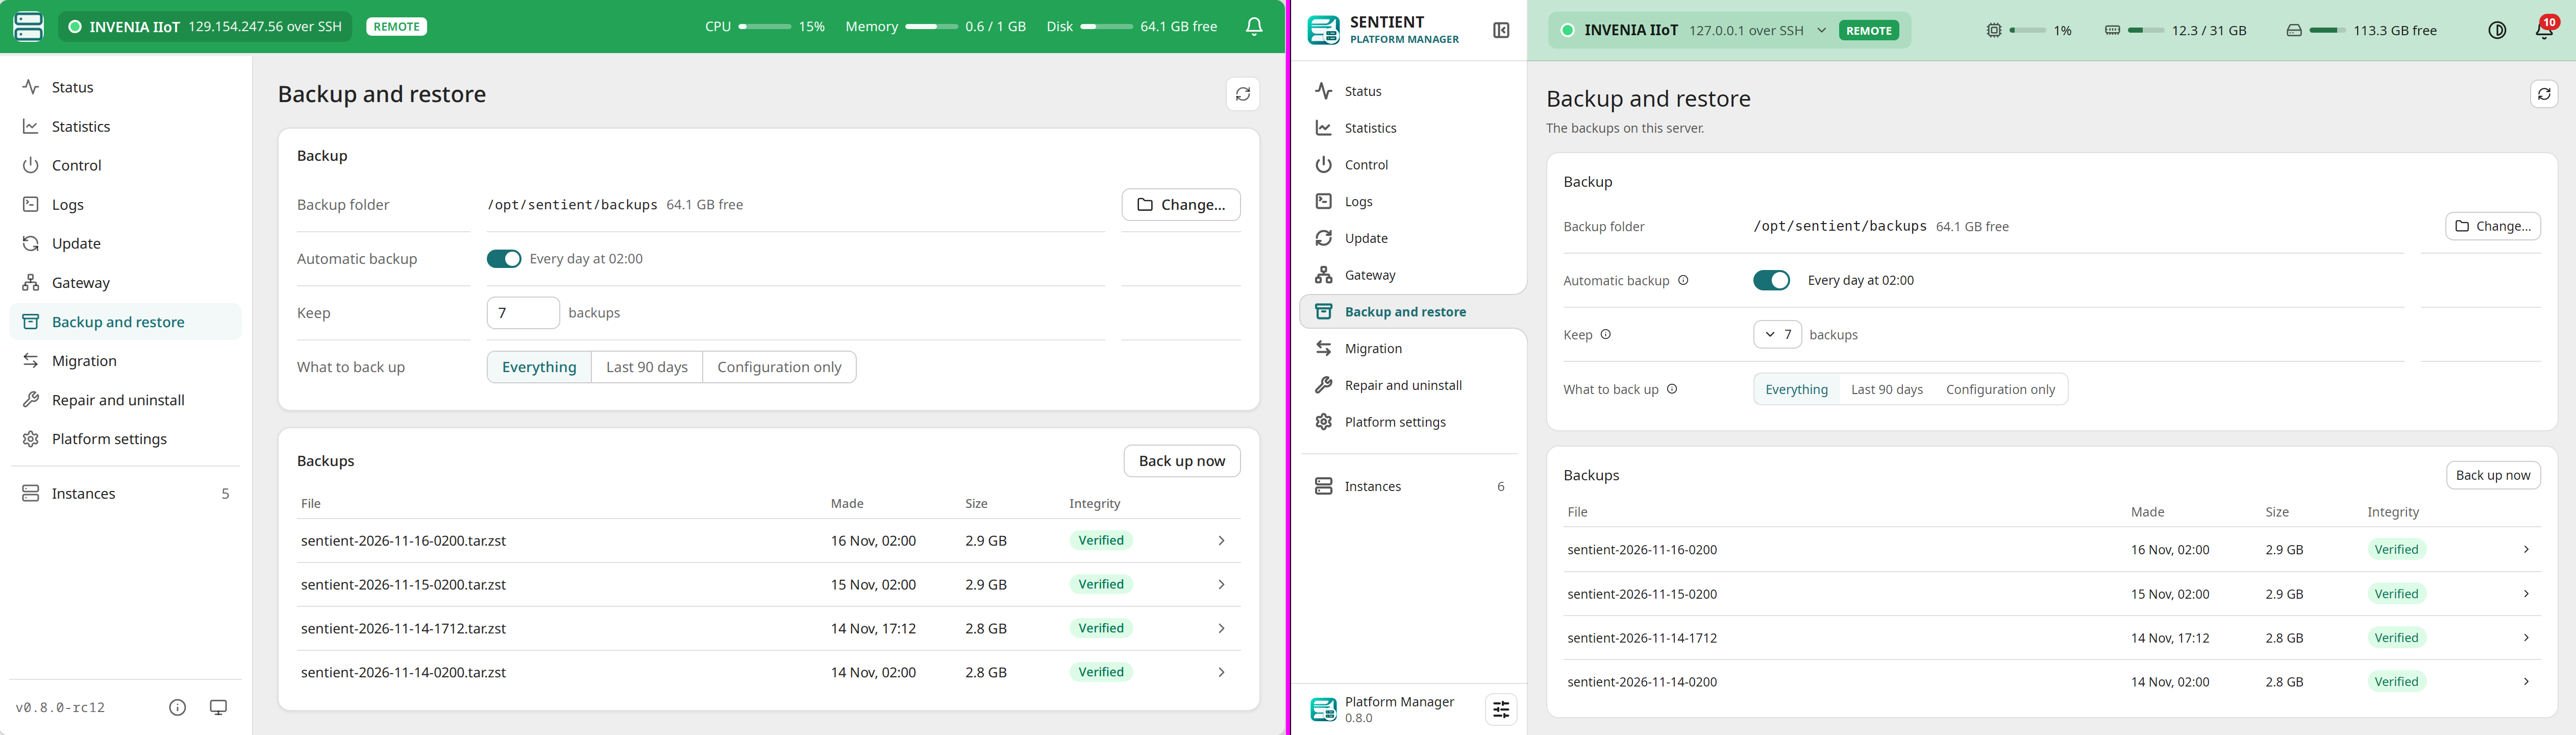 INVENIA IIoT 129.154.247.56 over SSH REMOTE CPU 15% Memory 0.6 / 1 GB Disk 64.1 GB free
Status
Statistics
Control
Logs
Update
Gateway
Backup and restore
Migration
Repair and uninstall
Platform settings
Instances 5
v0.8.0-rc12
Backup and restore
Backup
Backup folder /opt/sentient/backups 64.1 GB free Change...
Automatic backup Every day at 02:00
Keep 7 backups
What to back up Everything Last 90 days Configuration only
Backups Back up now
File Made Size Integrity
sentient-2026-11-16-0200.tar.zst 16 Nov, 02:00 2.9 GB Verified
sentient-2026-11-15-0200.tar.zst 15 Nov, 02:00 2.9 GB Verified
sentient-2026-11-14-1712.tar.zst 14 Nov, 17:12 2.8 GB Verified
sentient-2026-11-14-0200.tar.zst 14 Nov, 02:00 2.8 GB Verified
SENTIENT
PLATFORM MANAGER
INVENIA IIoT 127.0.0.1 over SSH REMOTE 1% 12.3 / 31 GB 113.3 GB free 10
Status
Statistics
Control
Logs
Update
Gateway
Backup and restore
Migration
Repair and uninstall
Platform settings
Instances 6
Platform Manager
0.8.0
Backup and restore
The backups on this server.
Backup
Backup folder /opt/sentient/backups 64.1 GB free Change...
Automatic backup Every day at 02:00
Keep 7 backups
What to back up Everything Last 90 days Configuration only
Backups Back up now
File Made Size Integrity
sentient-2026-11-16-0200 16 Nov, 02:00 2.9 GB Verified
sentient-2026-11-15-0200 15 Nov, 02:00 2.9 GB Verified
sentient-2026-11-14-1712 14 Nov, 17:12 2.8 GB Verified
sentient-2026-11-14-0200 14 Nov, 02:00 2.8 GB Verified